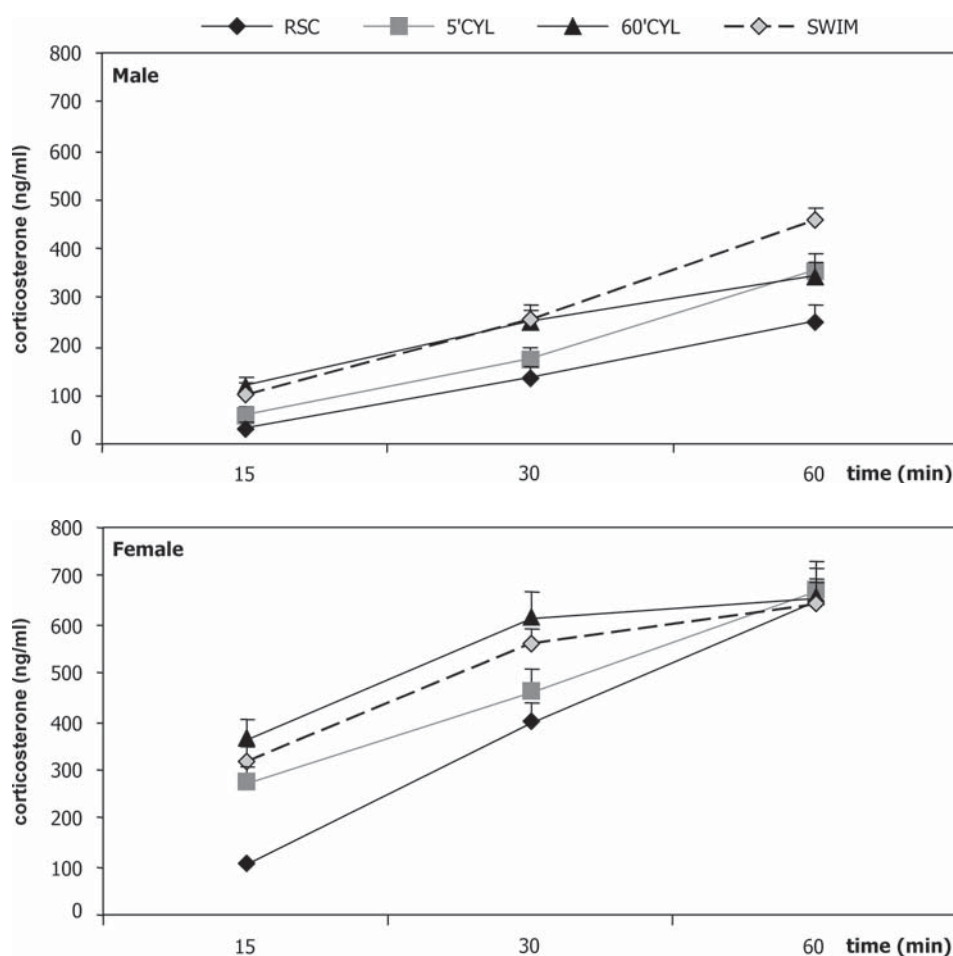 RSC 5'CYL 60'CYL SWIM
800
Male
700
600
500
400
300
200
100
0
corticosterone (ng/ml)
15 30 60 time (min)
800
Female
700
600
500
400
300
200
100
0
corticosterone (ng/ml)
15 30 60 time (min)